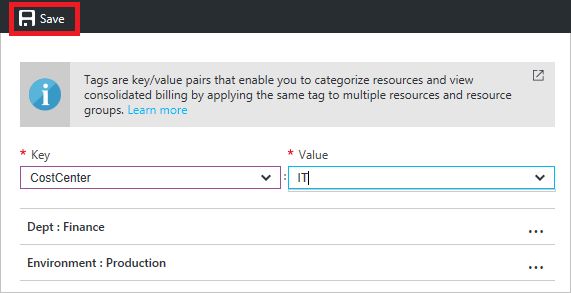 Save
Tags are key/value pairs that enable you to categorize resources and view
consolidated billing by applying the same tag to multiple resources and resource
groups. Learn more
* Key * Value
CostCenter : IT
Dept : Finance ...
Environment : Production ...